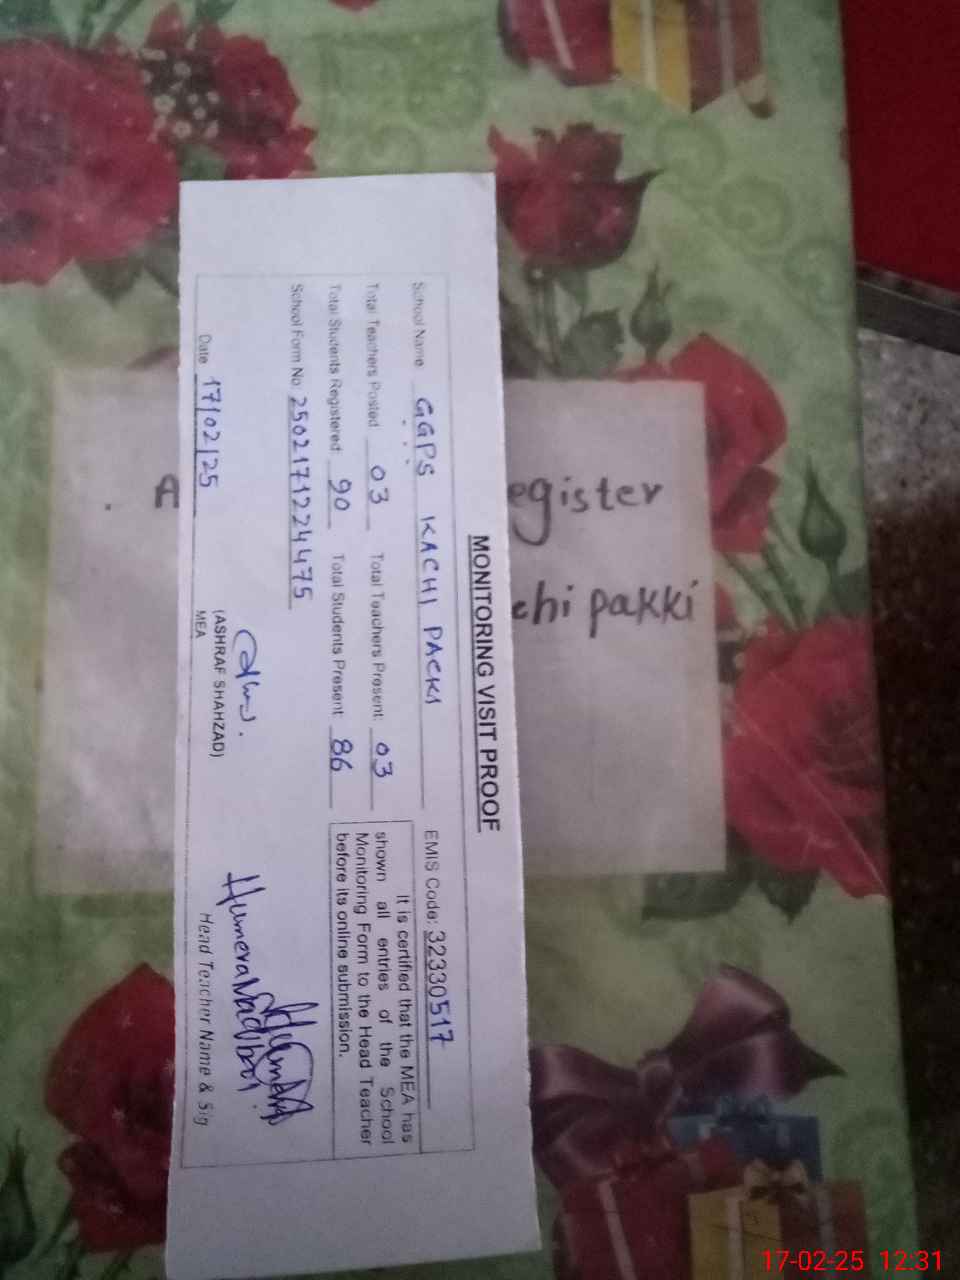 MONITORING VISIT PROOF
School Name GGPS KACHI PACKI EMIS Code: 32330517
Total Teachers Posted 03 Total Teachers Present: 03
Total Students Registered: 90 Total Students Present: 86
School Form No: 2502171224475
It is certified that the MEA has
shown all entries of the School
Monitoring Form to the Head Teacher
before its online submission.
Date 17/02/25
(ASHRAF SHAHZAD)
MEA
Humera
Head Teacher Name & Sig
A
egister
chi pakki
17-02-25 12:31